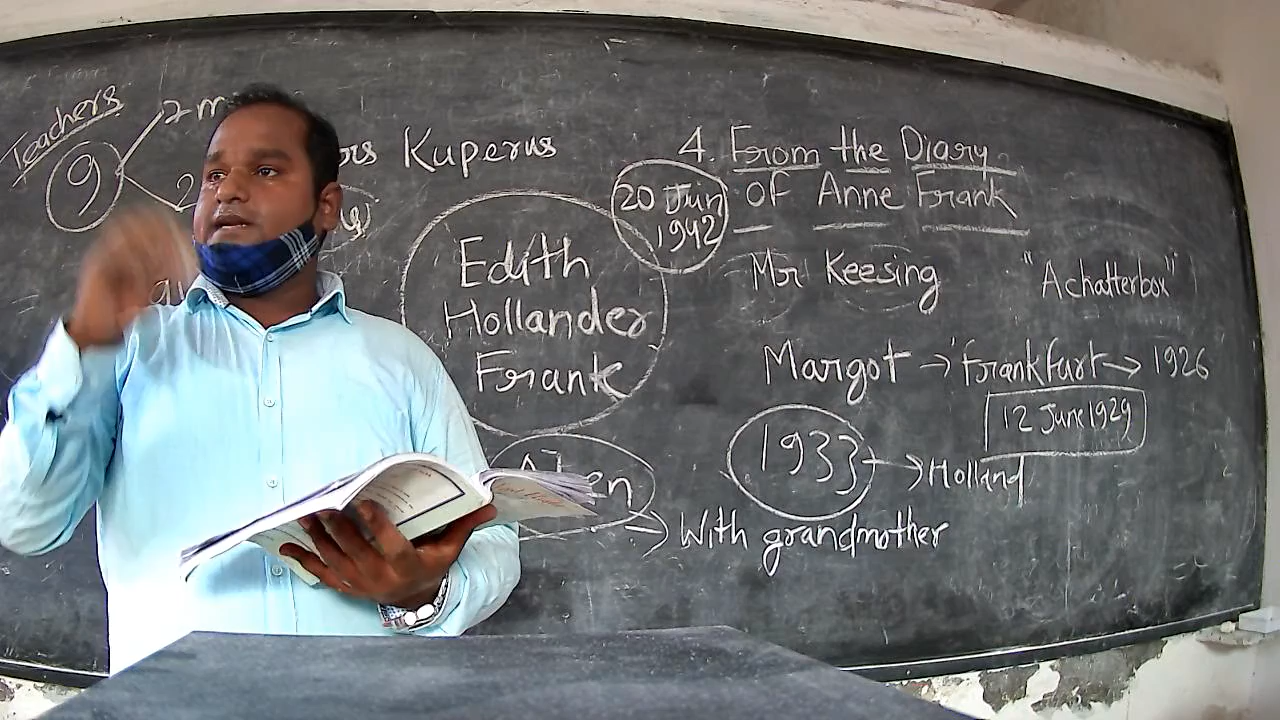 Teachers
9
2
Kuperus
Edith
Hollander
Frank
20 Jun
1942
4. From the Diary
of Anne Frank
Mr Keesing
"A chatterbox"
Margot → Frankfurt → 1926
12 June 1929
1933 → Holland
→ With grandmother